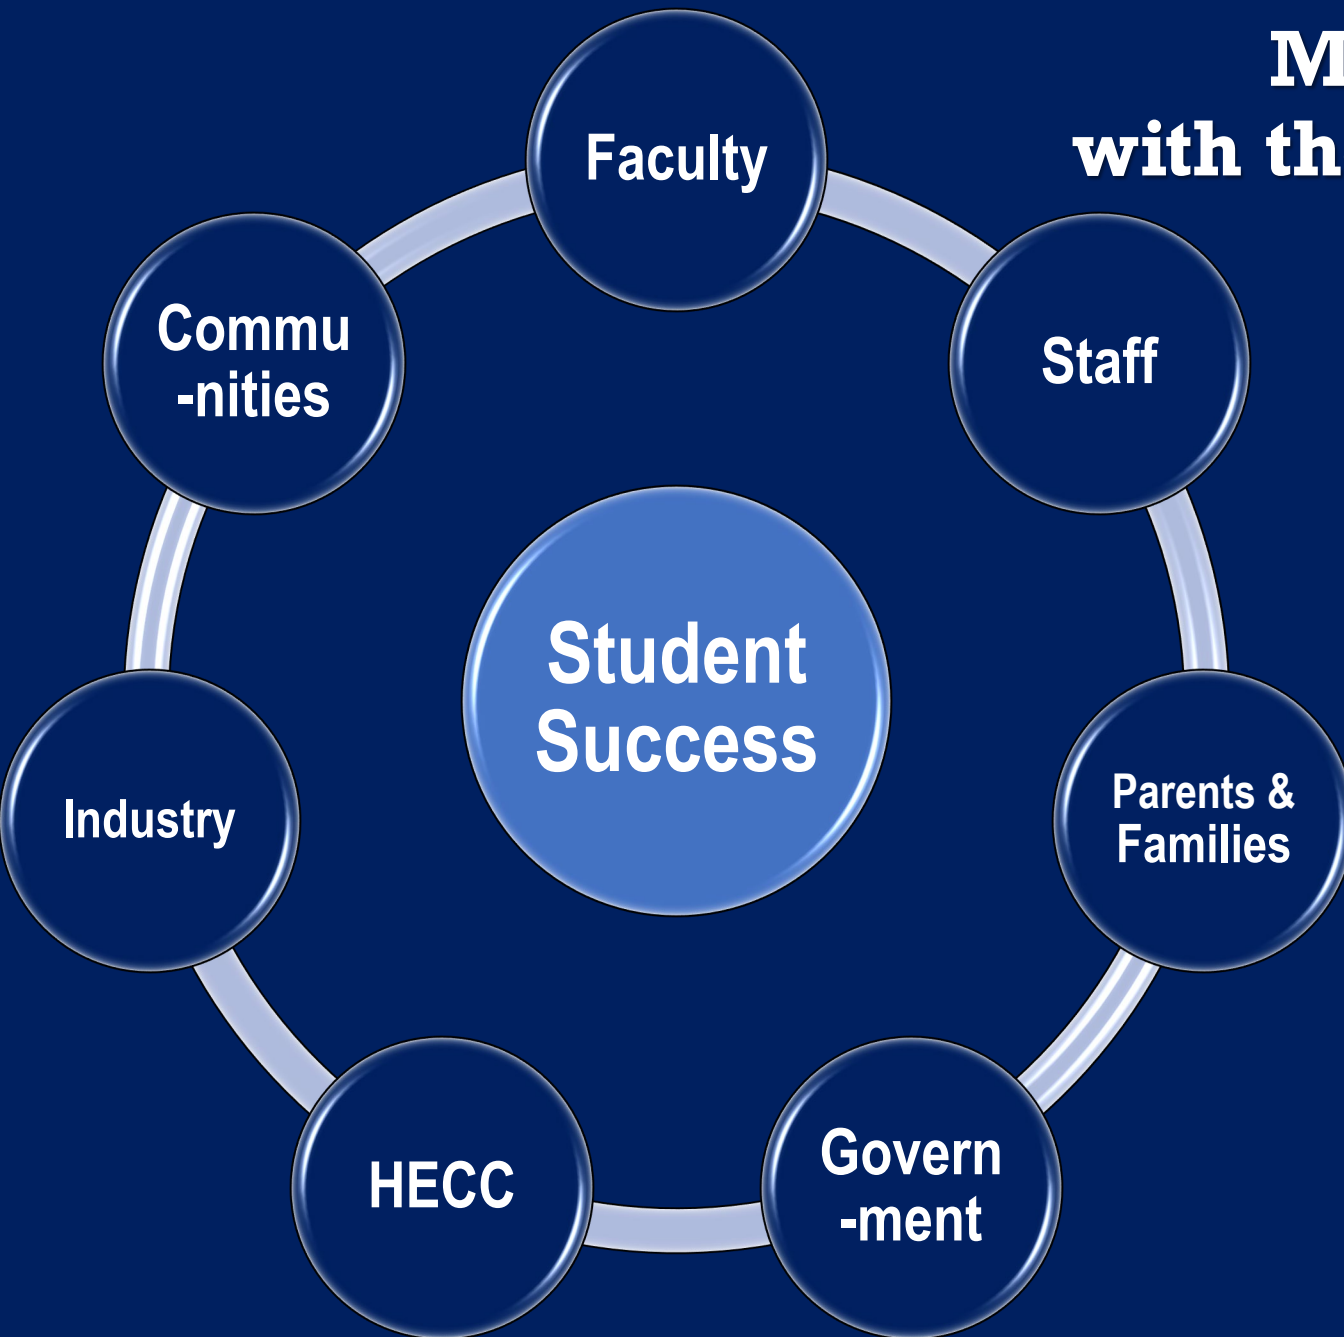 M
with th
Faculty
Staff
Parents &
Families
Govern
-ment
HECC
Industry
Commu
-nities
Student
Success